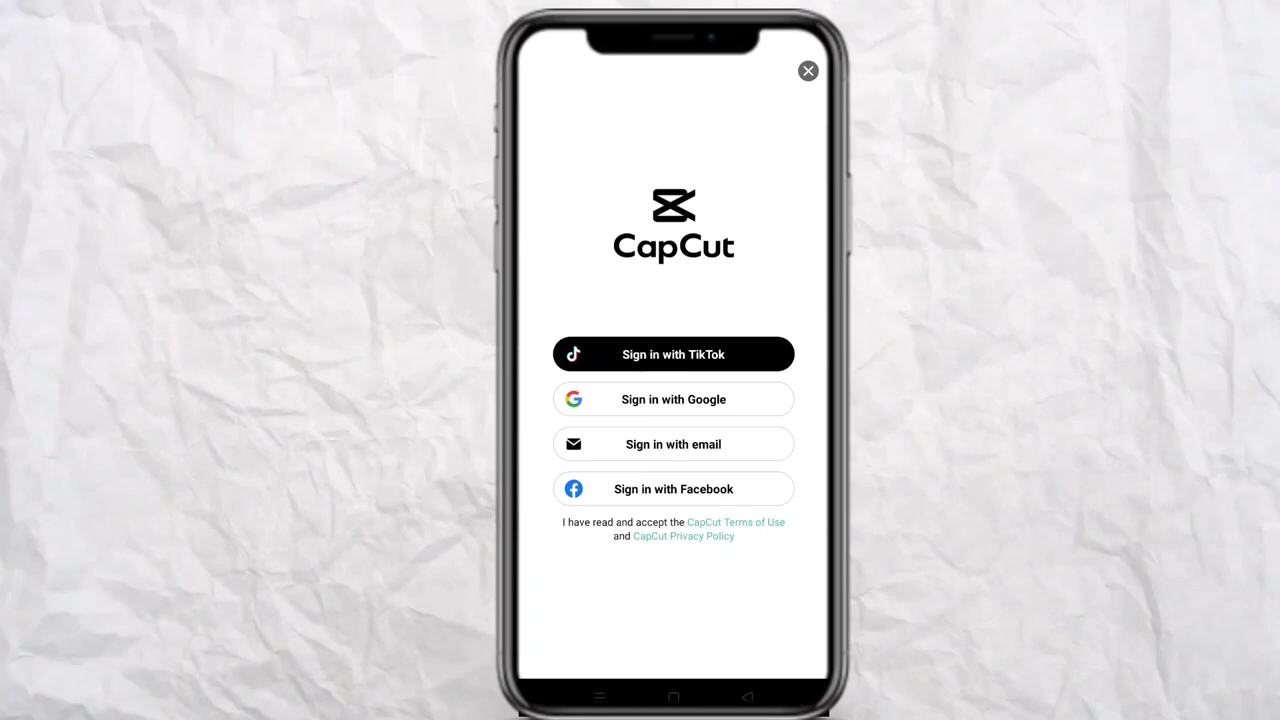 CapCut
Sign in with TikTok
Sign in with Google
Sign in with email
Sign in with Facebook
I have read and accept the CapCut Terms of Use
and CapCut Privacy Policy